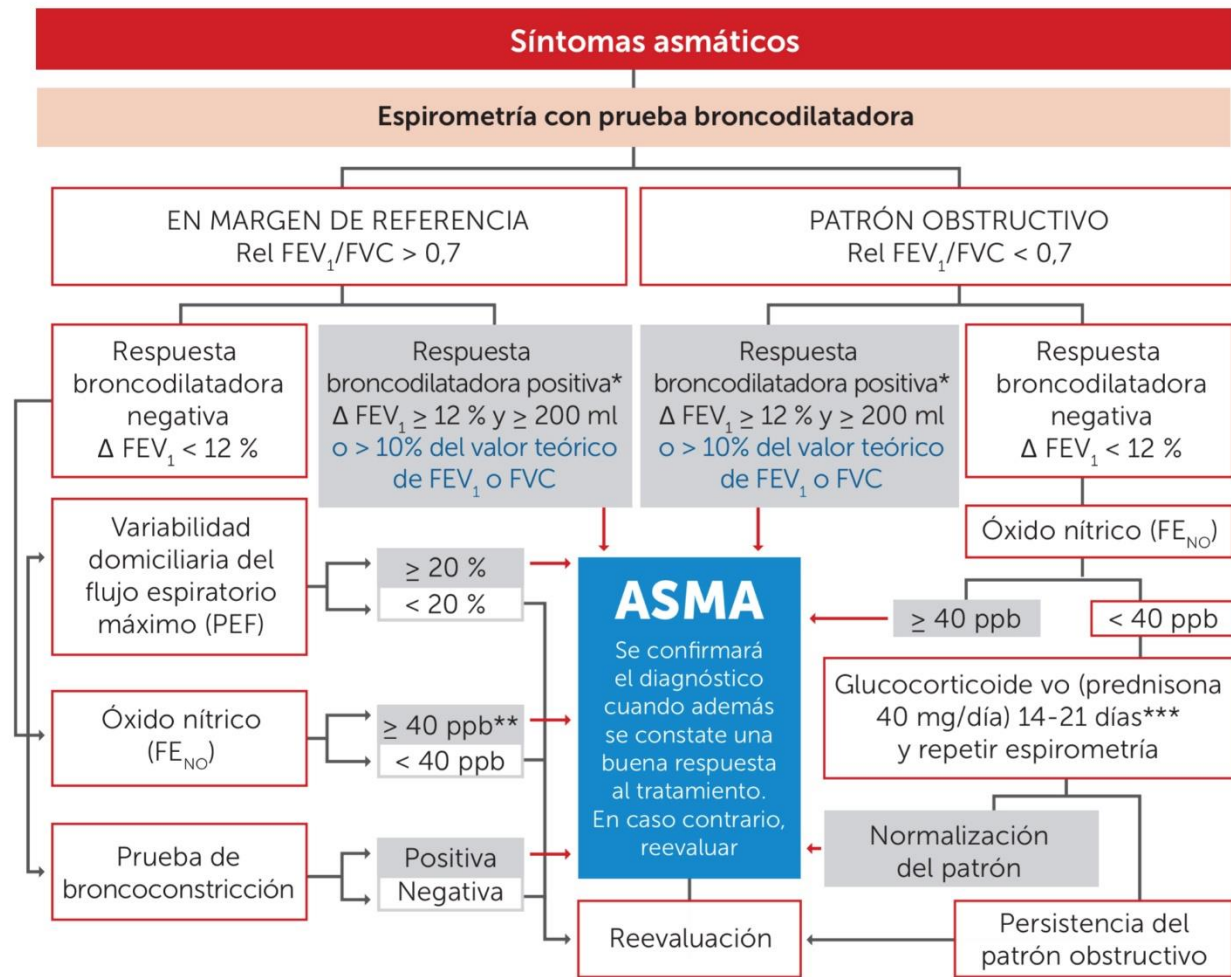 Síntomas asmáticos
Espirometría con prueba broncodilatadora
EN MARGEN DE REFERENCIA
Rel FEV₁/FVC > 0,7
PATRÓN OBSTRUCTIVO
Rel FEV₁/FVC < 0,7
Respuesta
broncodilatadora
negativa
Δ FEV₁ < 12 %
Respuesta
broncodilatadora positiva*
Δ FEV₁ ≥ 12 % y ≥ 200 ml
o > 10% del valor teórico
de FEV₁ o FVC
Respuesta
broncodilatadora positiva*
Δ FEV₁ ≥ 12 % y ≥ 200 ml
o > 10% del valor teórico
de FEV₁ o FVC
Respuesta
broncodilatadora
negativa
Δ FEV₁ < 12 %
Variabilidad
domiciliaria del
flujo espiratorio
máximo (PEF)
≥ 20 %
< 20 %
Óxido nítrico
(FE_NO)
≥ 40 ppb**
< 40 ppb
Prueba de
broncoconstricción
Positiva
Negativa
ASMA
Se confirmará
el diagnóstico
cuando además
se constate una
buena respuesta
al tratamiento.
En caso contrario,
reevaluar
Óxido nítrico (FE_NO)
≥ 40 ppb
< 40 ppb
Glucocorticoide vo (prednisona
40 mg/día) 14-21 días***
y repetir espirometría
Normalización
del patrón
Persistencia del
patrón obstructivo
Reevaluación